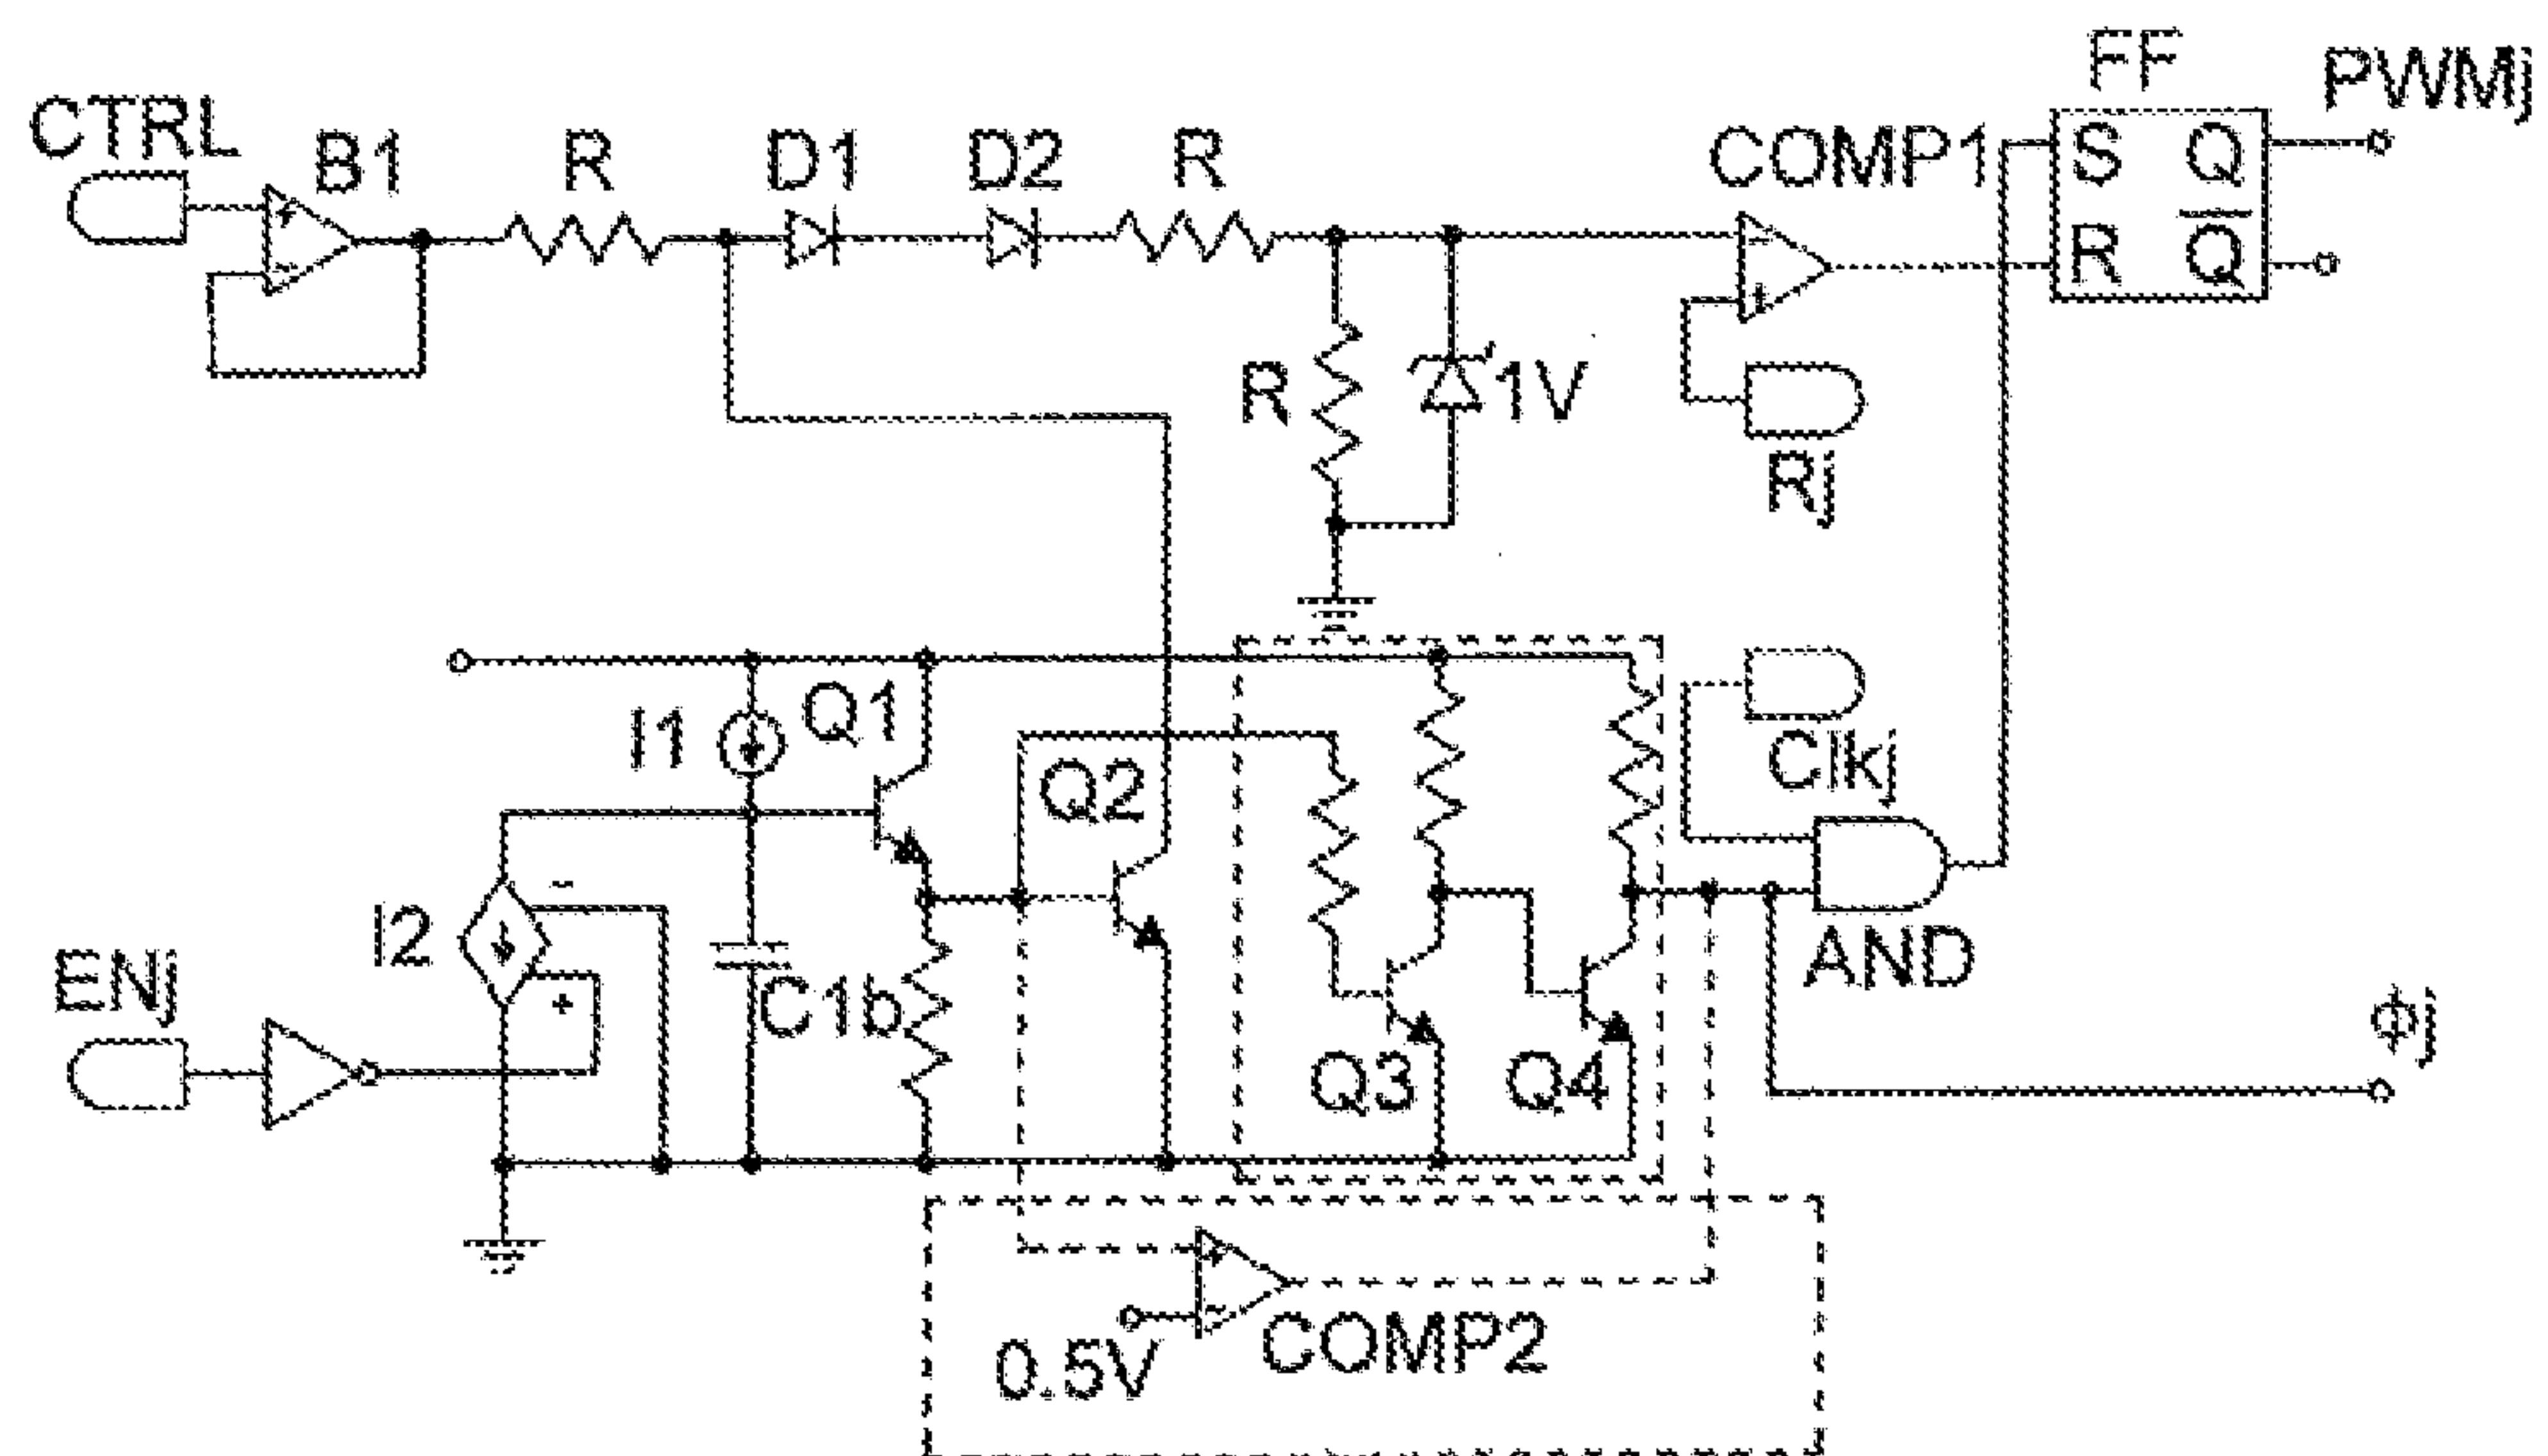 FF
PWMj
CTRL
B1
R
D1
D2
R
COMP1
S
Q
R
Q
+
-
-
+
R
1V
Rj
I1
Q1
Q2
Clkj
I2
-
+
ENj
C1b
AND
Q3
Q4
Φj
+
-
0.5V
COMP2